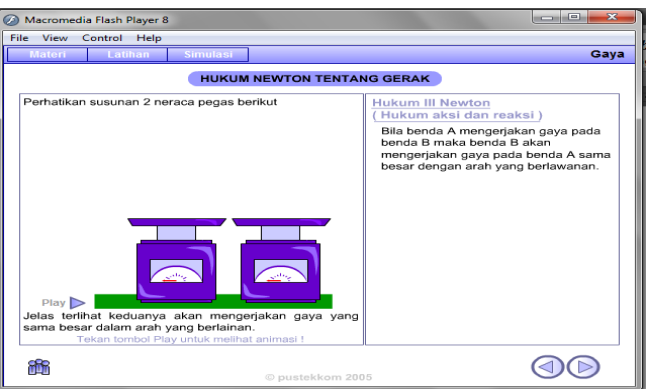 Macromedia Flash Player 8
File View Control Help
Materi Latihan Simulasi Gaya
HUKUM NEWTON TENTANG GERAK
Perhatikan susunan 2 neraca pegas berikut
Play
Jelas terlihat keduanya akan mengerjakan gaya yang
sama besar dalam arah yang berlainan.
Tekan tombol Play untuk melihat animasi !
Hukum III Newton
( Hukum aksi dan reaksi )
Bila benda A mengerjakan gaya pada
benda B maka benda B akan
mengerjakan gaya pada benda A sama
besar dengan arah yang berlawanan.
© pustekkom 2005